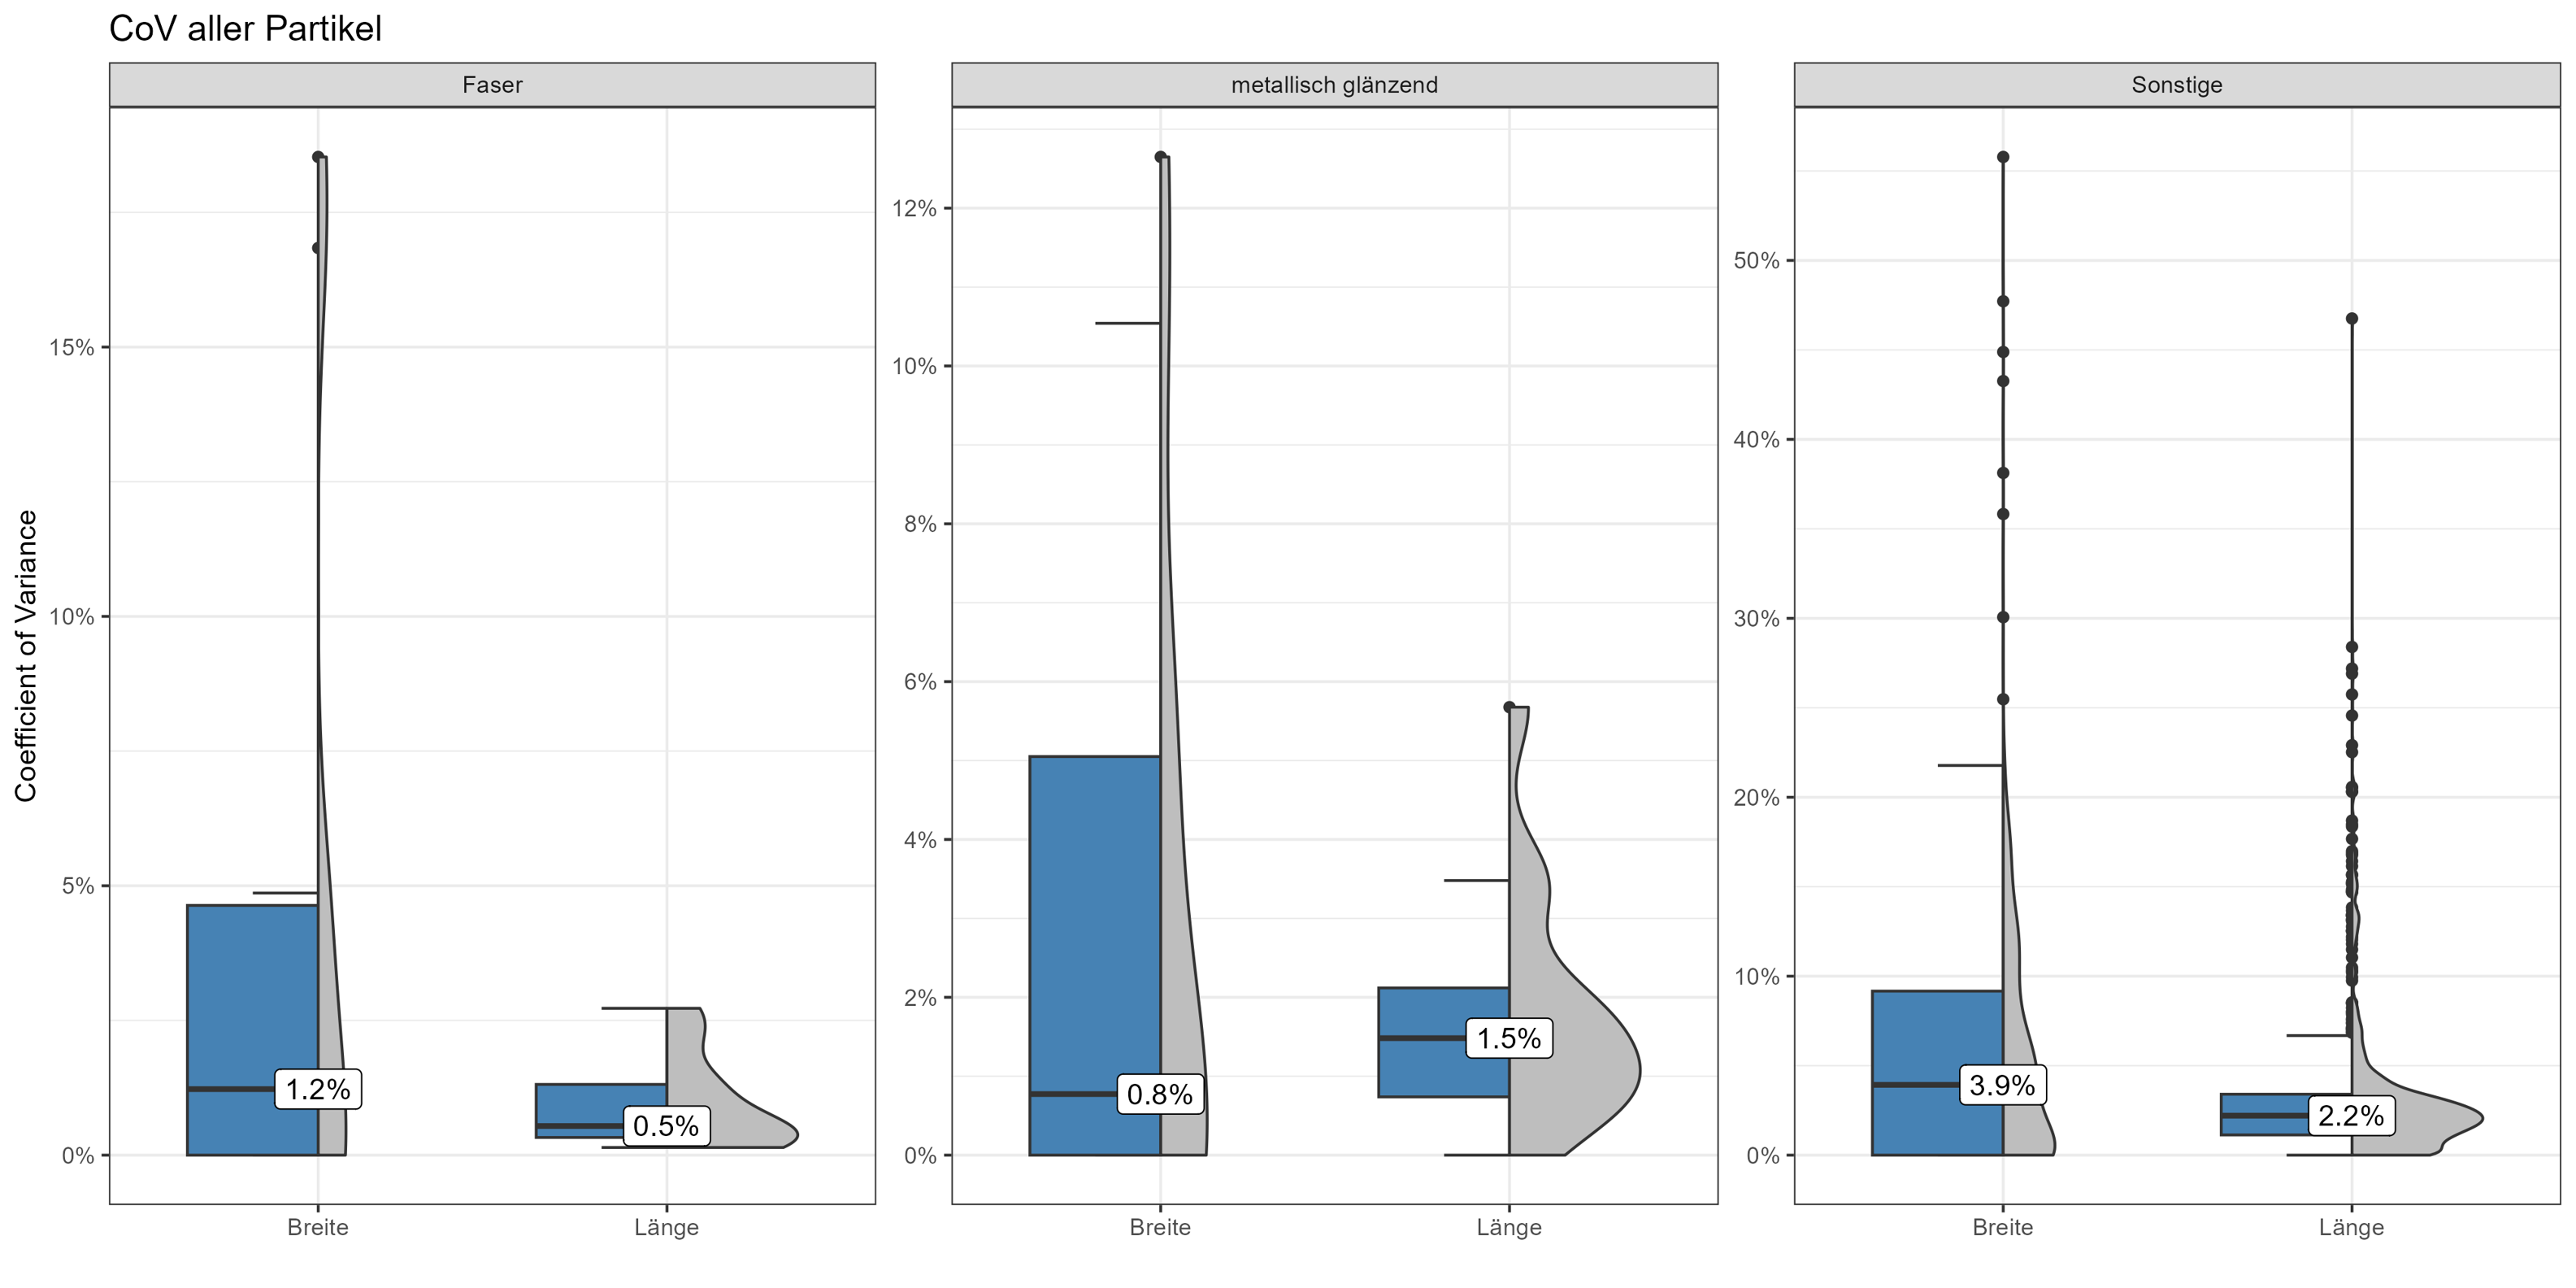 CoV aller Partikel
Faser
metallisch glänzend
Sonstige
Coefficient of Variance
15%
10%
5%
0%
1.2%
0.5%
Breite
Länge
12%
10%
8%
6%
4%
2%
0%
0.8%
1.5%
Breite
Länge
50%
40%
30%
20%
10%
0%
3.9%
2.2%
Breite
Länge